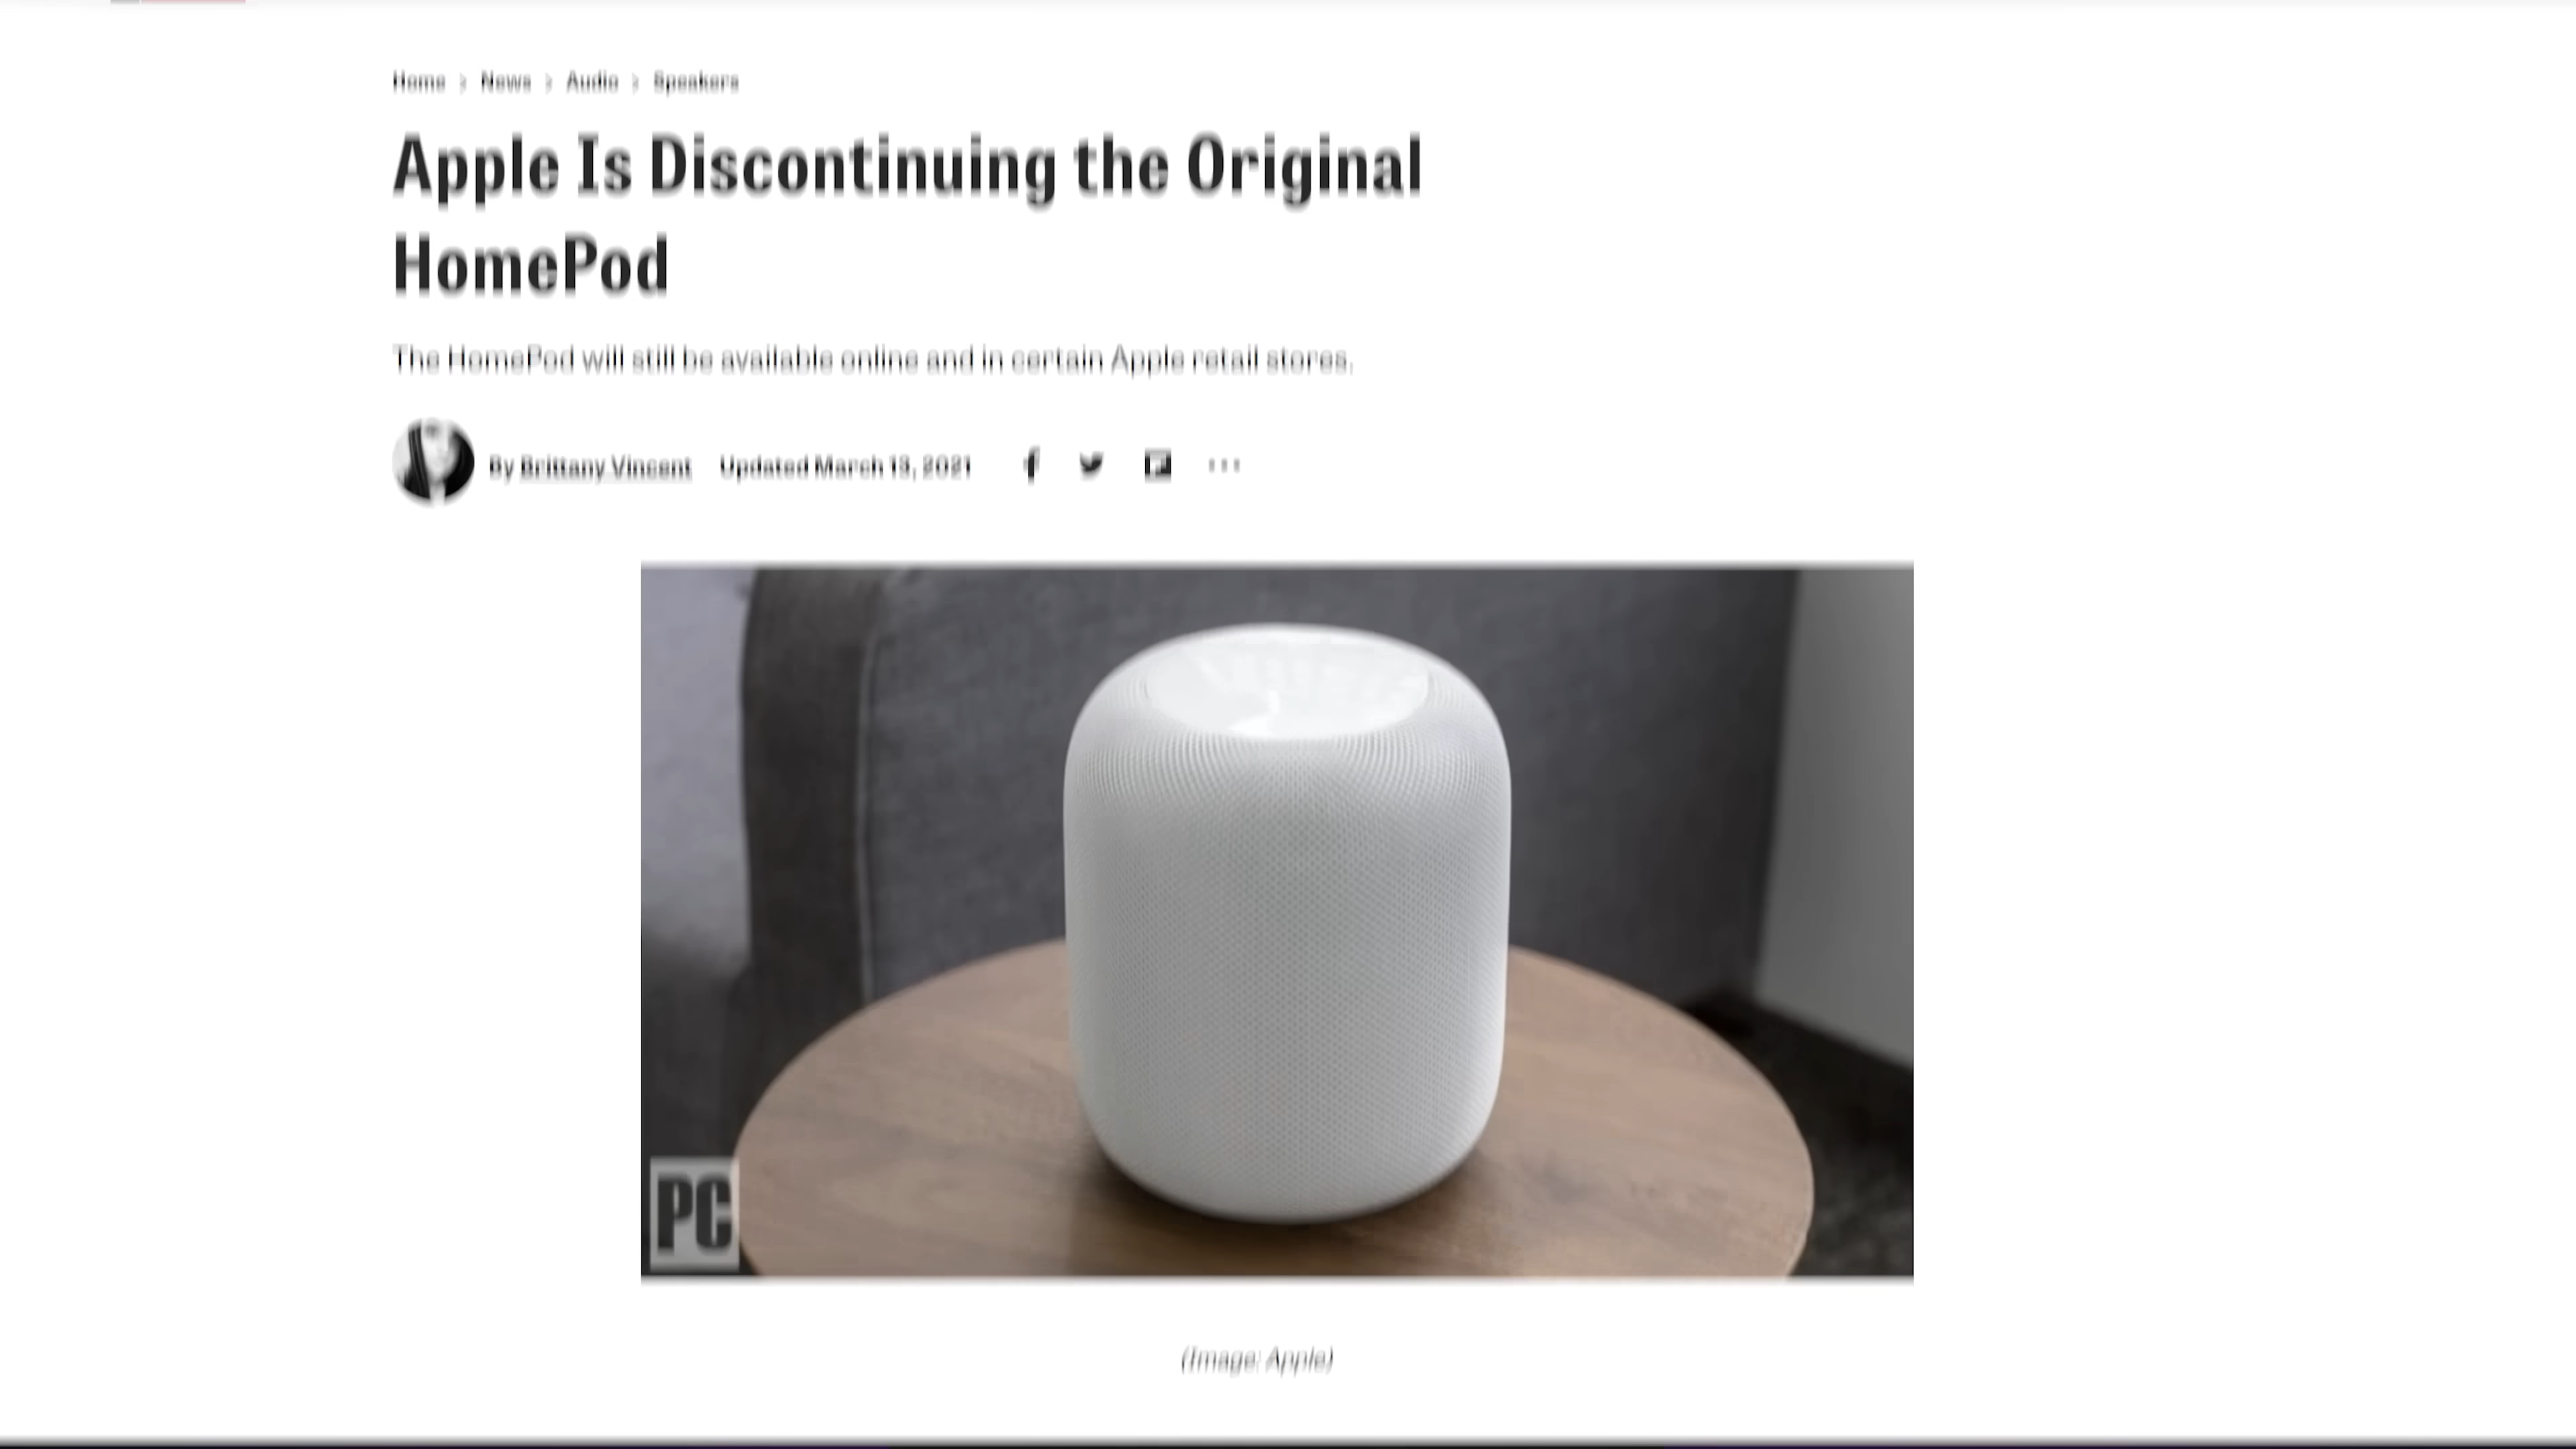 Home > News > Audio > Speakers
Apple Is Discontinuing the Original
HomePod
The HomePod will still be available online and in certain Apple retail stores.
By Brittany Vincent Updated March 13, 2021
PC
(Image: Apple)